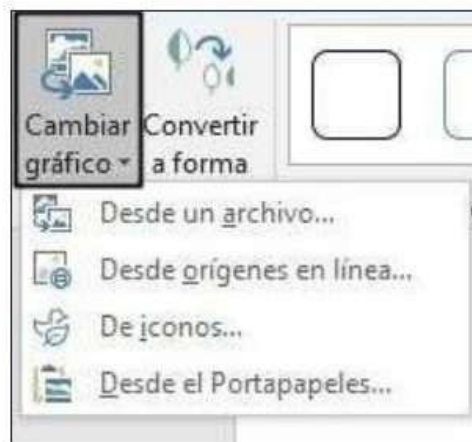 Cambiar Convertir
gráfico a forma
Desde un archivo...
Desde orígenes en línea...
De iconos...
Desde el Portapapeles...